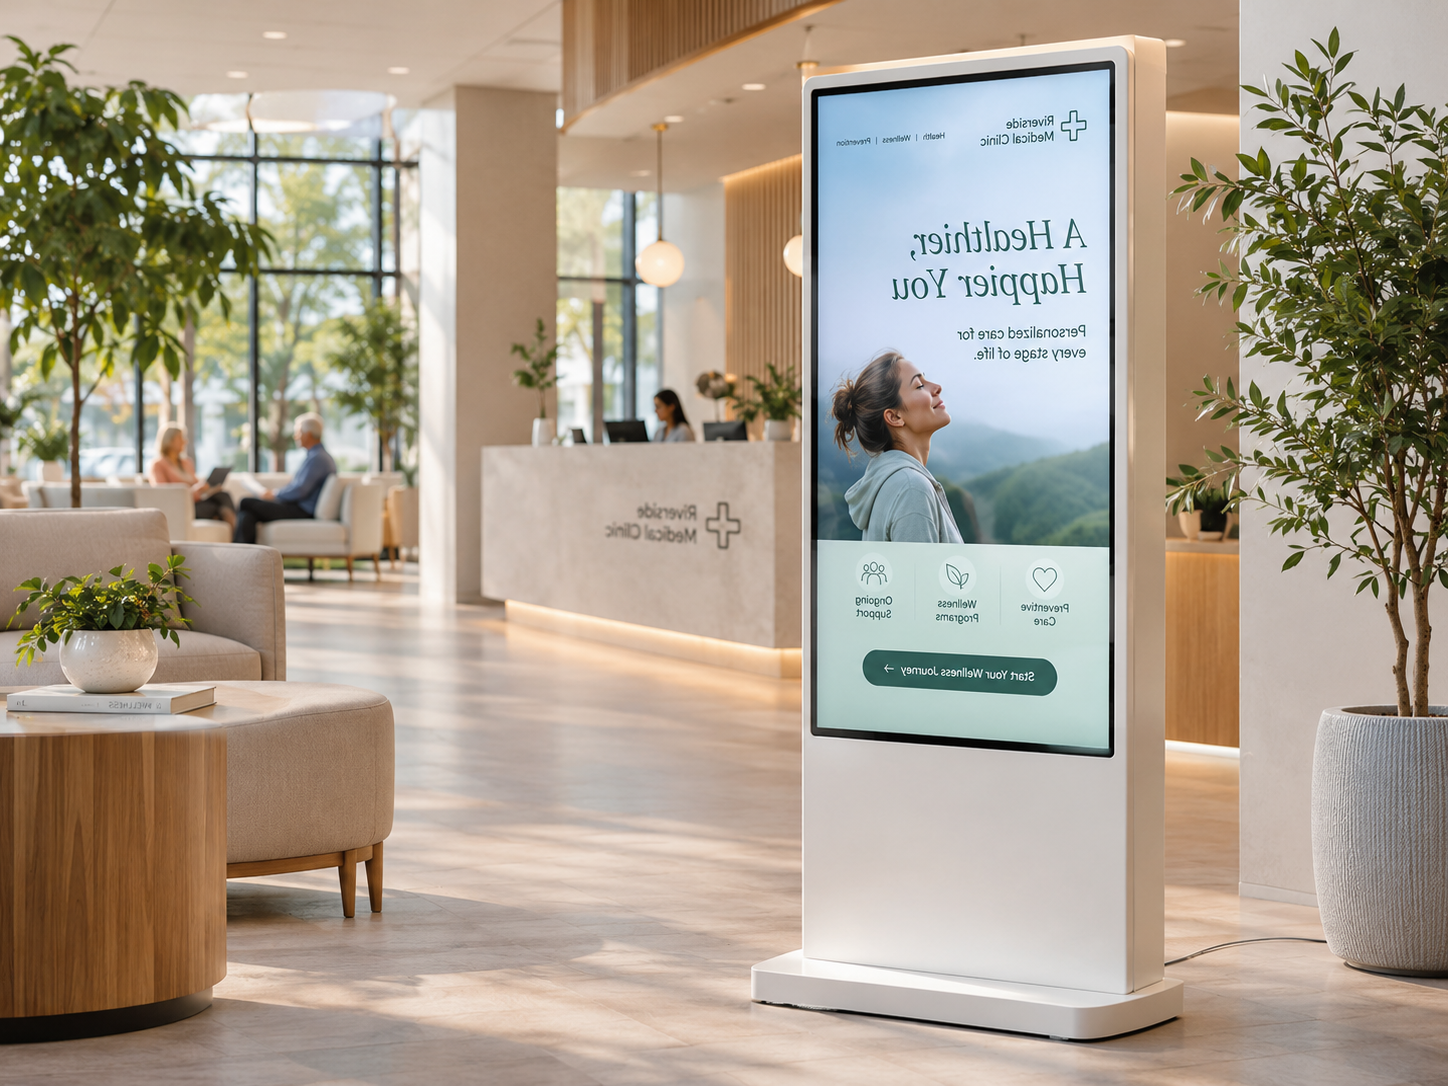 Riverside
Medical Clinic
Health | Wellness | Prevention
A Healthier,
Happier You
Personalized care for
every stage of life.
Preventive
Care
Wellness
Programs
Ongoing
Support
Start Your Wellness Journey →
Riverside
Medical Clinic
WELLNESS